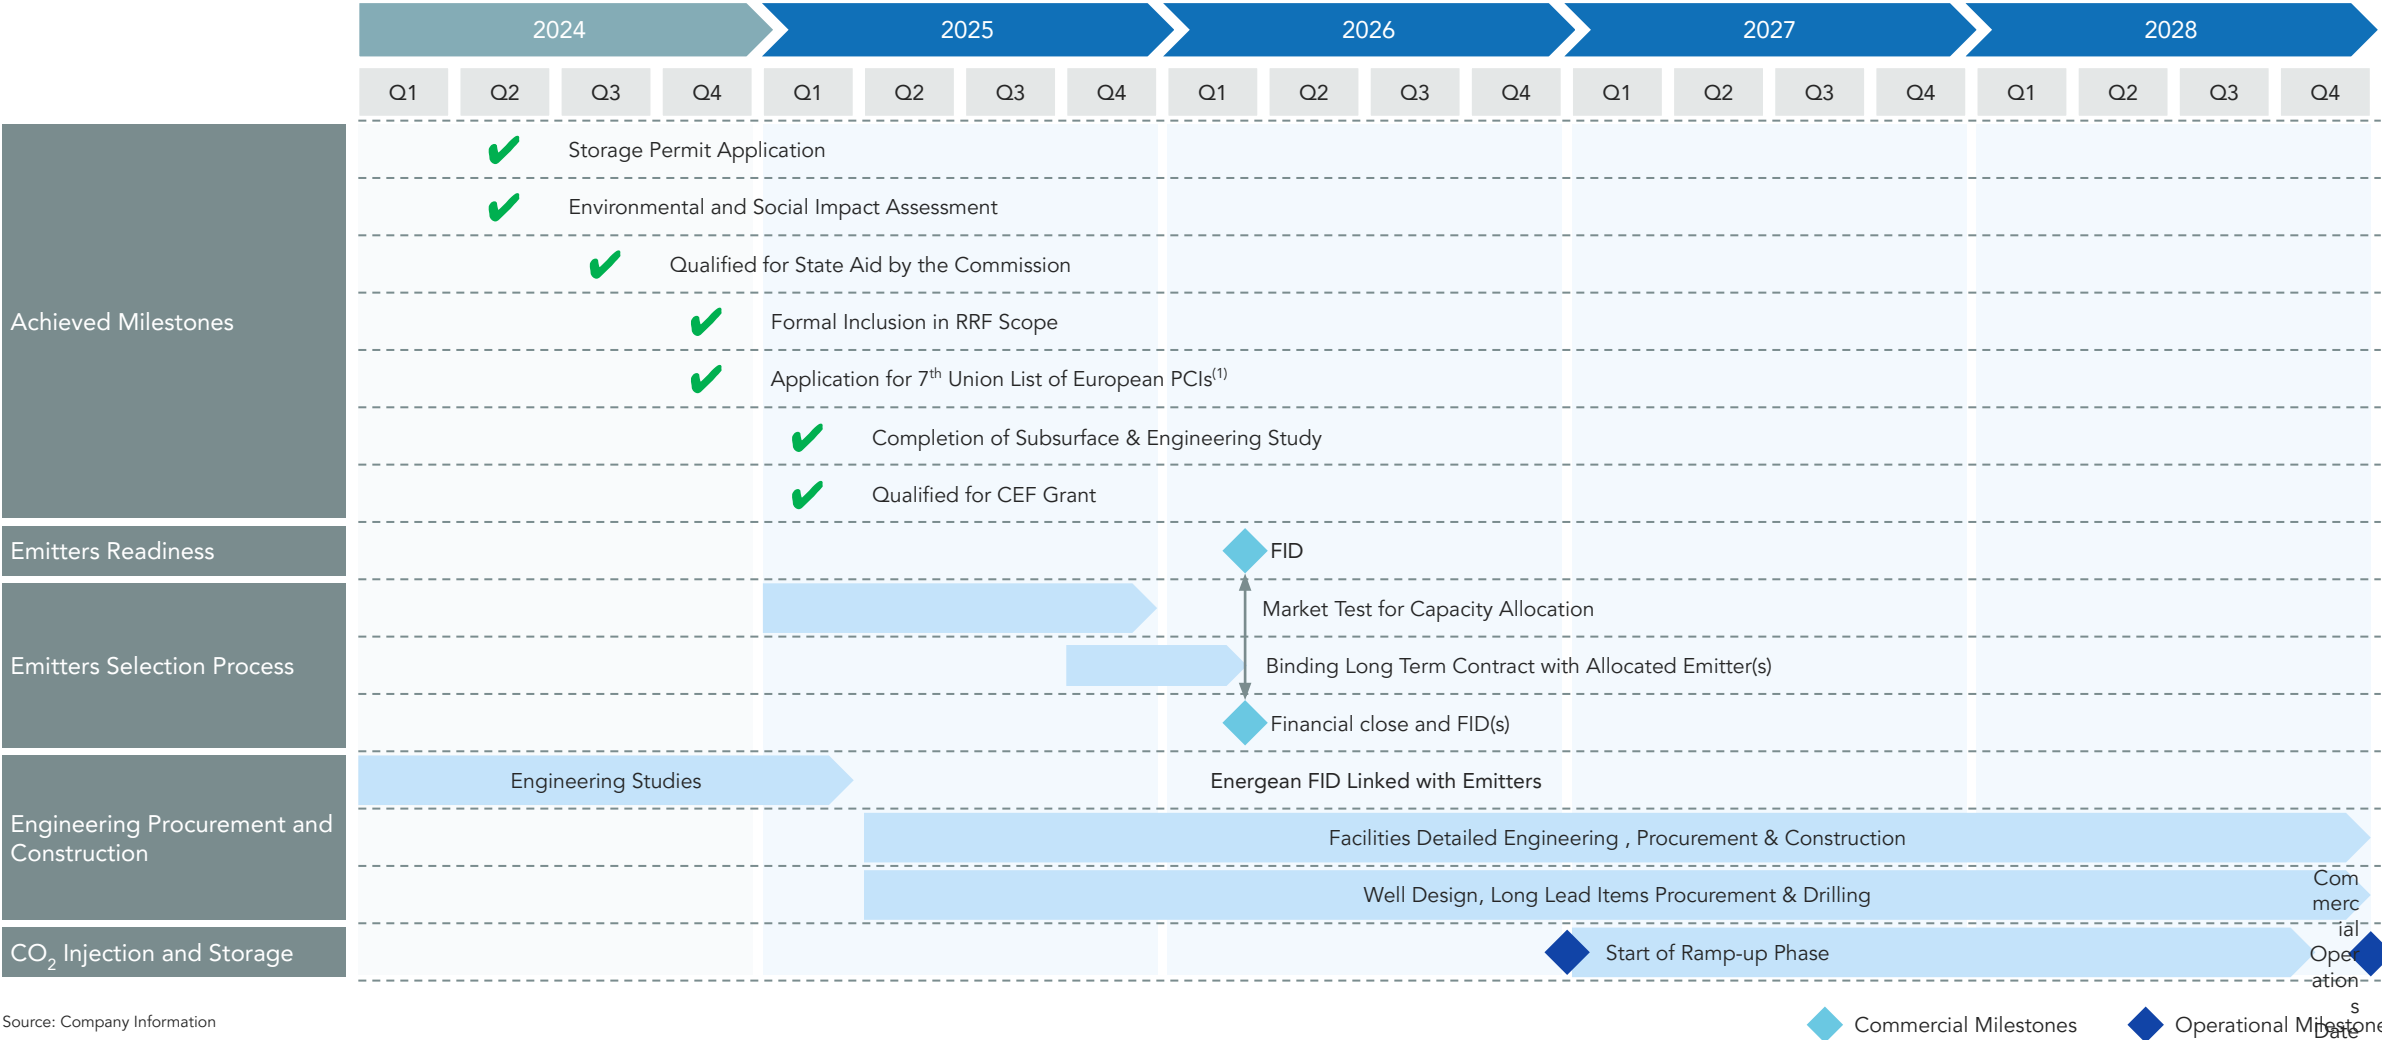 2024 2025 2026 2027 2028
Q1 Q2 Q3 Q4 Q1 Q2 Q3 Q4 Q1 Q2 Q3 Q4 Q1 Q2 Q3 Q4 Q1 Q2 Q3 Q4
Achieved Milestones
Storage Permit Application
Environmental and Social Impact Assessment
Qualified for State Aid by the Commission
Formal Inclusion in RRF Scope
Application for 7th Union List of European PCIs(1)
Completion of Subsurface & Engineering Study
Qualified for CEF Grant
Emitters Readiness
FID
Emitters Selection Process
Market Test for Capacity Allocation
Binding Long Term Contract with Allocated Emitter(s)
Financial close and FID(s)
Engineering Procurement and
Construction
Engineering Studies
Energean FID Linked with Emitters
Facilities Detailed Engineering , Procurement & Construction
Well Design, Long Lead Items Procurement & Drilling
CO2 Injection and Storage
Start of Ramp-up Phase
Com
merc
ial
Oper
ation
s
Date
Source: Company Information
Commercial Milestones
Operational Milestone